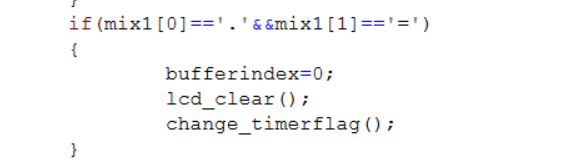 }
if(mix1[0]=='.'&&mix1[1]=='=')
{
bufferindex=0;
lcd_clear();
change_timerflag();
}